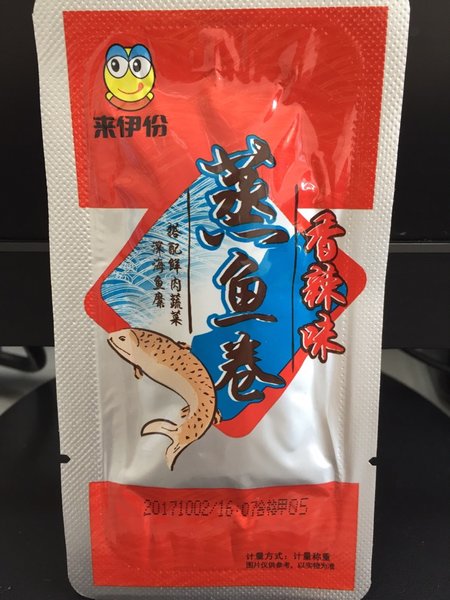 来伊份
蒸鱼卷
香辣味
搭配鲜肉蔬菜
深海鱼糜
20171002/16:07
计量方式：计量称重
图片仅供参考，以实物为准